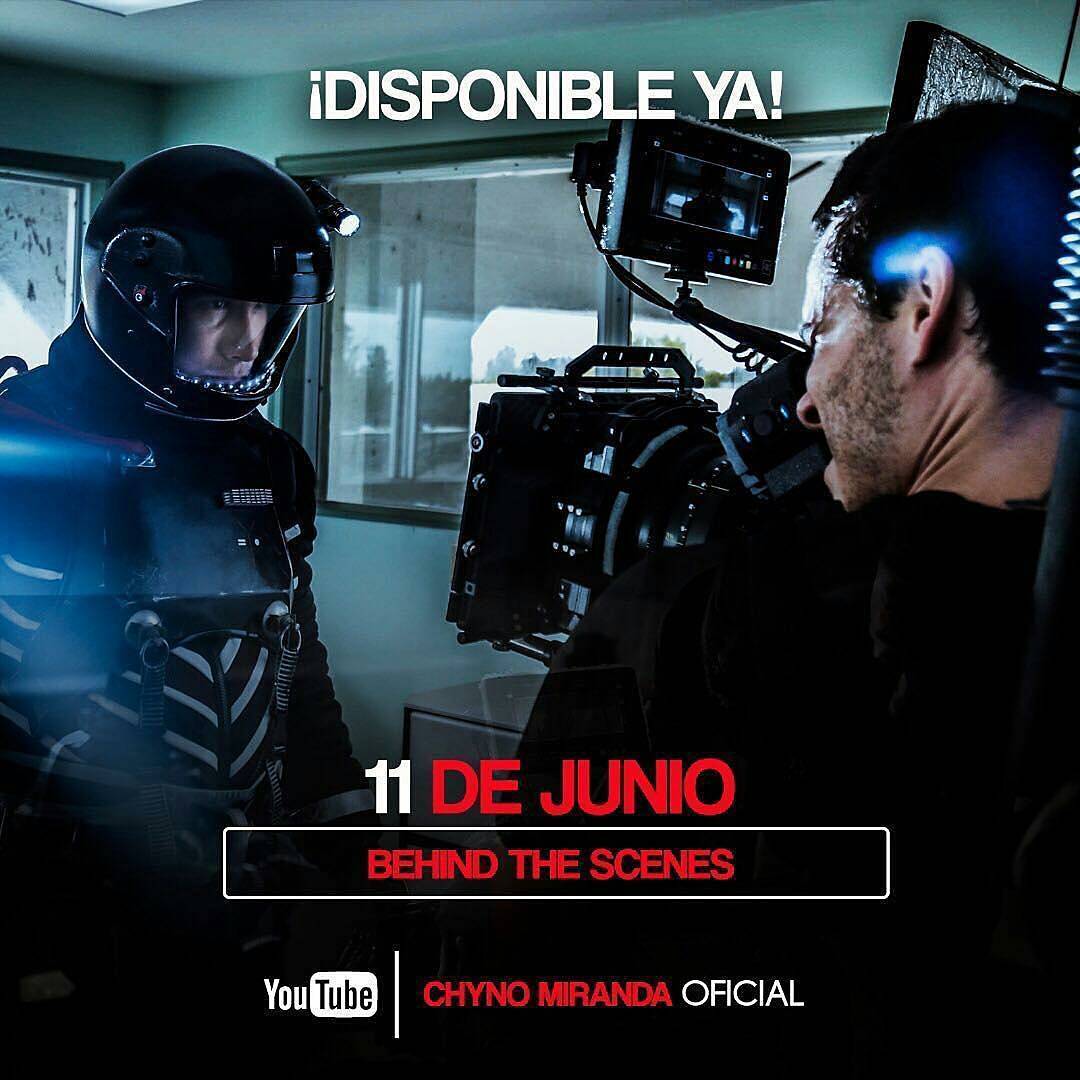 ¡DISPONIBLE YA!
11 DE JUNIO
BEHIND THE SCENES
YouTube | CHYNO MIRANDA OFICIAL